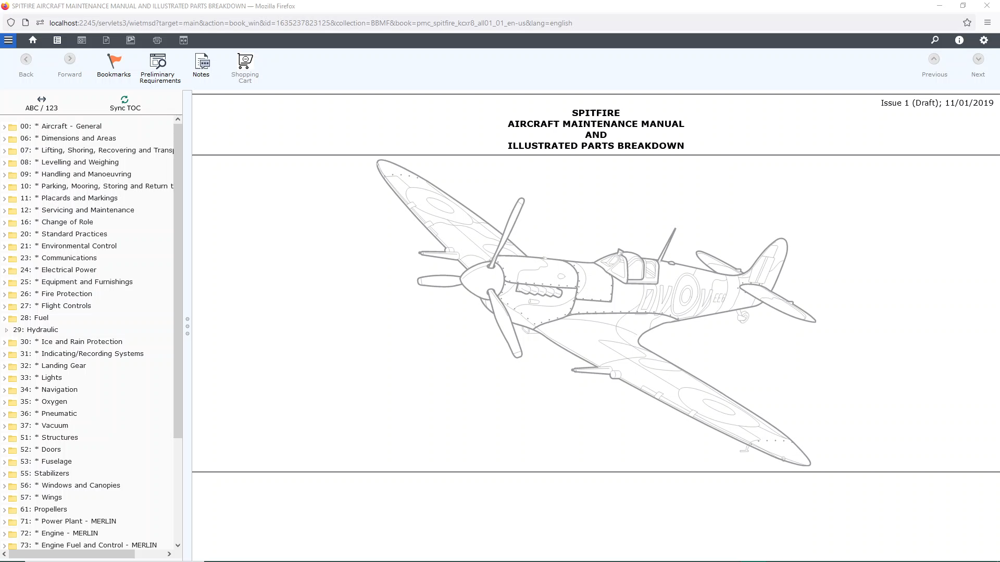 SPITFIRE AIRCRAFT MAINTENANCE MANUAL AND ILLUSTRATED PARTS BREAKDOWN — Mozilla Firefox
localhost:2245/servlets3/wietmsd?target=main&action=book_win&id=1635237823125&collection=BBMF&book=pmc_spitfire_kcxr8_all01_01_en-us&lang=english
Back
Forward
Bookmarks
Preliminary
Requirements
Notes
Shopping
Cart
Previous
Next
ABC / 123
Sync TOC
00: * Aircraft - General
06: * Dimensions and Areas
07: * Lifting, Shoring, Recovering and Transp
08: * Levelling and Weighing
09: * Handling and Manoeuvring
10: * Parking, Mooring, Storing and Return t
11: * Placards and Markings
12: * Servicing and Maintenance
16: * Change of Role
20: * Standard Practices
21: * Environmental Control
23: * Communications
24: * Electrical Power
25: * Equipment and Furnishings
26: * Fire Protection
27: * Flight Controls
28: Fuel
29: Hydraulic
30: * Ice and Rain Protection
31: * Indicating/Recording Systems
32: * Landing Gear
33: * Lights
34: * Navigation
35: * Oxygen
36: * Pneumatic
37: * Vacuum
51: * Structures
52: * Doors
53: * Fuselage
55: Stabilizers
56: * Windows and Canopies
57: * Wings
61: Propellers
71: * Power Plant - MERLIN
72: * Engine - MERLIN
73: * Engine Fuel and Control - MERLIN
Issue 1 (Draft); 11/01/2019
SPITFIRE
AIRCRAFT MAINTENANCE MANUAL
AND
ILLUSTRATED PARTS BREAKDOWN